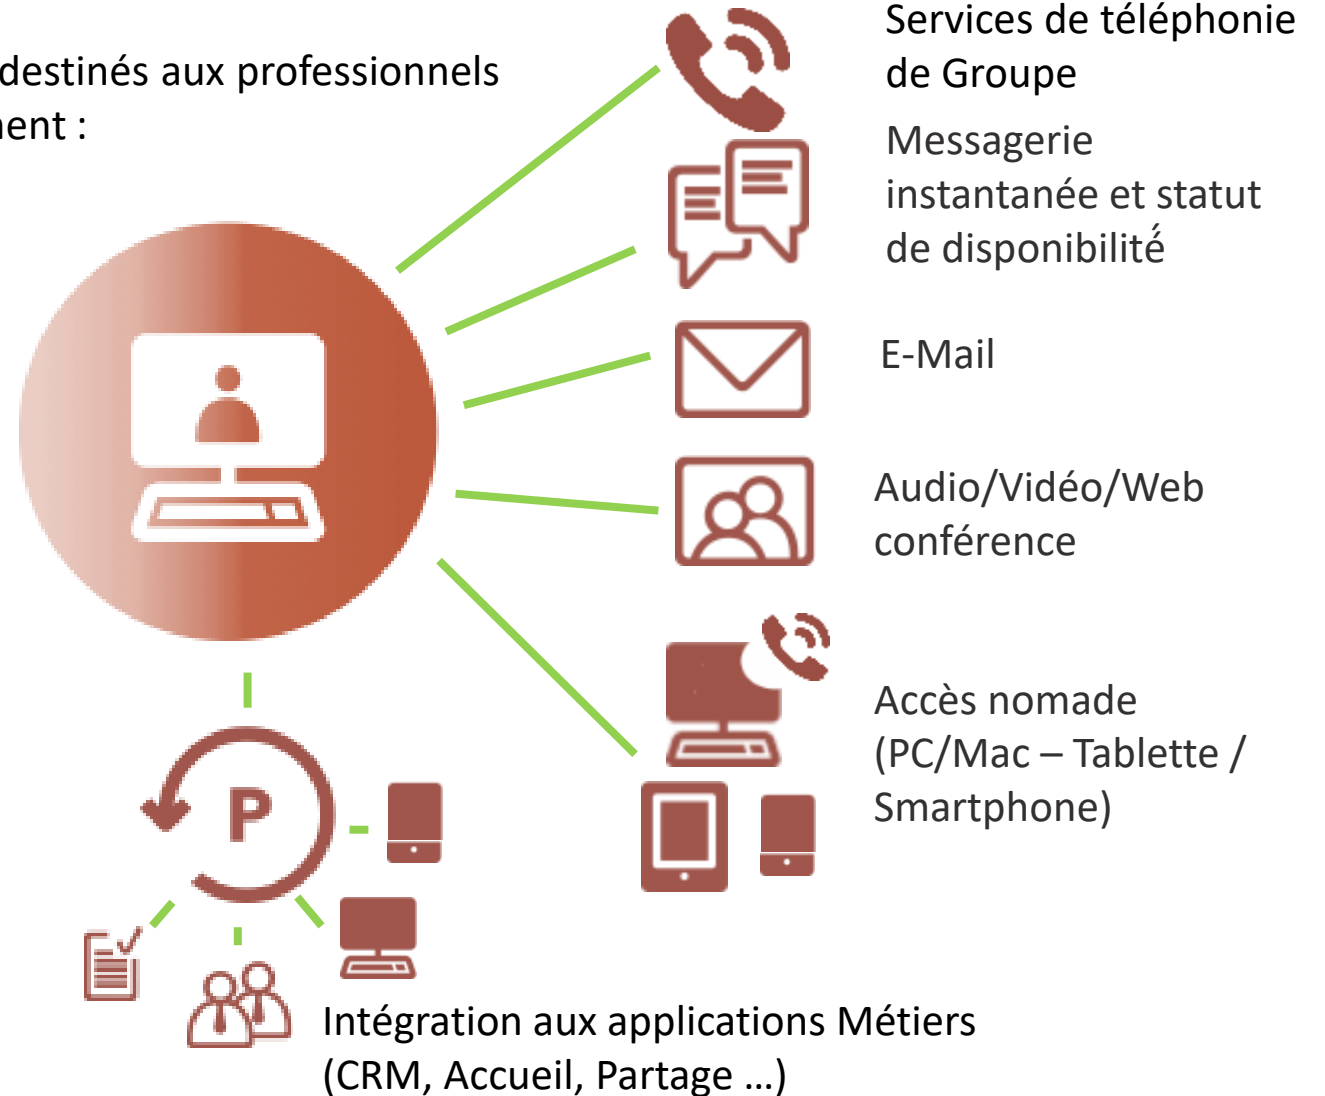 destinés aux professionnels
ment :
Services de téléphonie
de Groupe
Messagerie
instantanée et statut
de disponibilité
E-Mail
Audio/Vidéo/Web
conférence
Accès nomade
(PC/Mac – Tablette /
Smartphone)
P
Intégration aux applications Métiers
(CRM, Accueil, Partage ...)